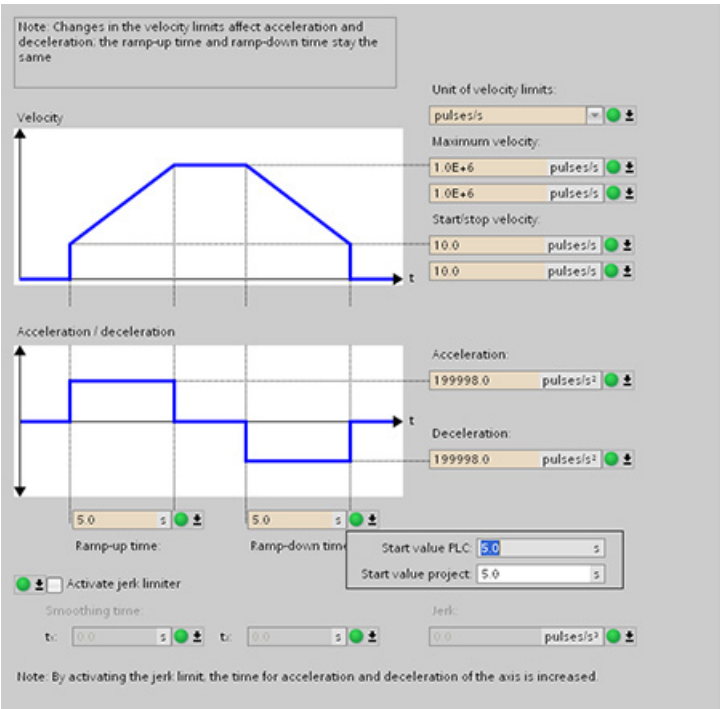 Note: Changes in the velocity limits affect acceleration and
deceleration; the ramp-up time and ramp-down time stay the
same
Unit of velocity limits:
pulses/s
Velocity
Maximum velocity:
1.0E+6 pulses/s
1.0E+6 pulses/s
Start/stop velocity:
10.0 pulses/s
t
10.0 pulses/s
Acceleration / deceleration
Acceleration:
199998.0 pulses/s²
t
Deceleration:
199998.0 pulses/s²
5.0 s 5.0 s
Ramp-up time: Ramp-down time
Start value PLC: 5.0 s
Start value project: 5.0 s
Activate jerk limiter
Smoothing time: Jerk:
t₁: 0.0 s t₂: 0.0 s 0.0 pulses/s³
Note: By activating the jerk limit, the time for acceleration and deceleration of the axis is increased.